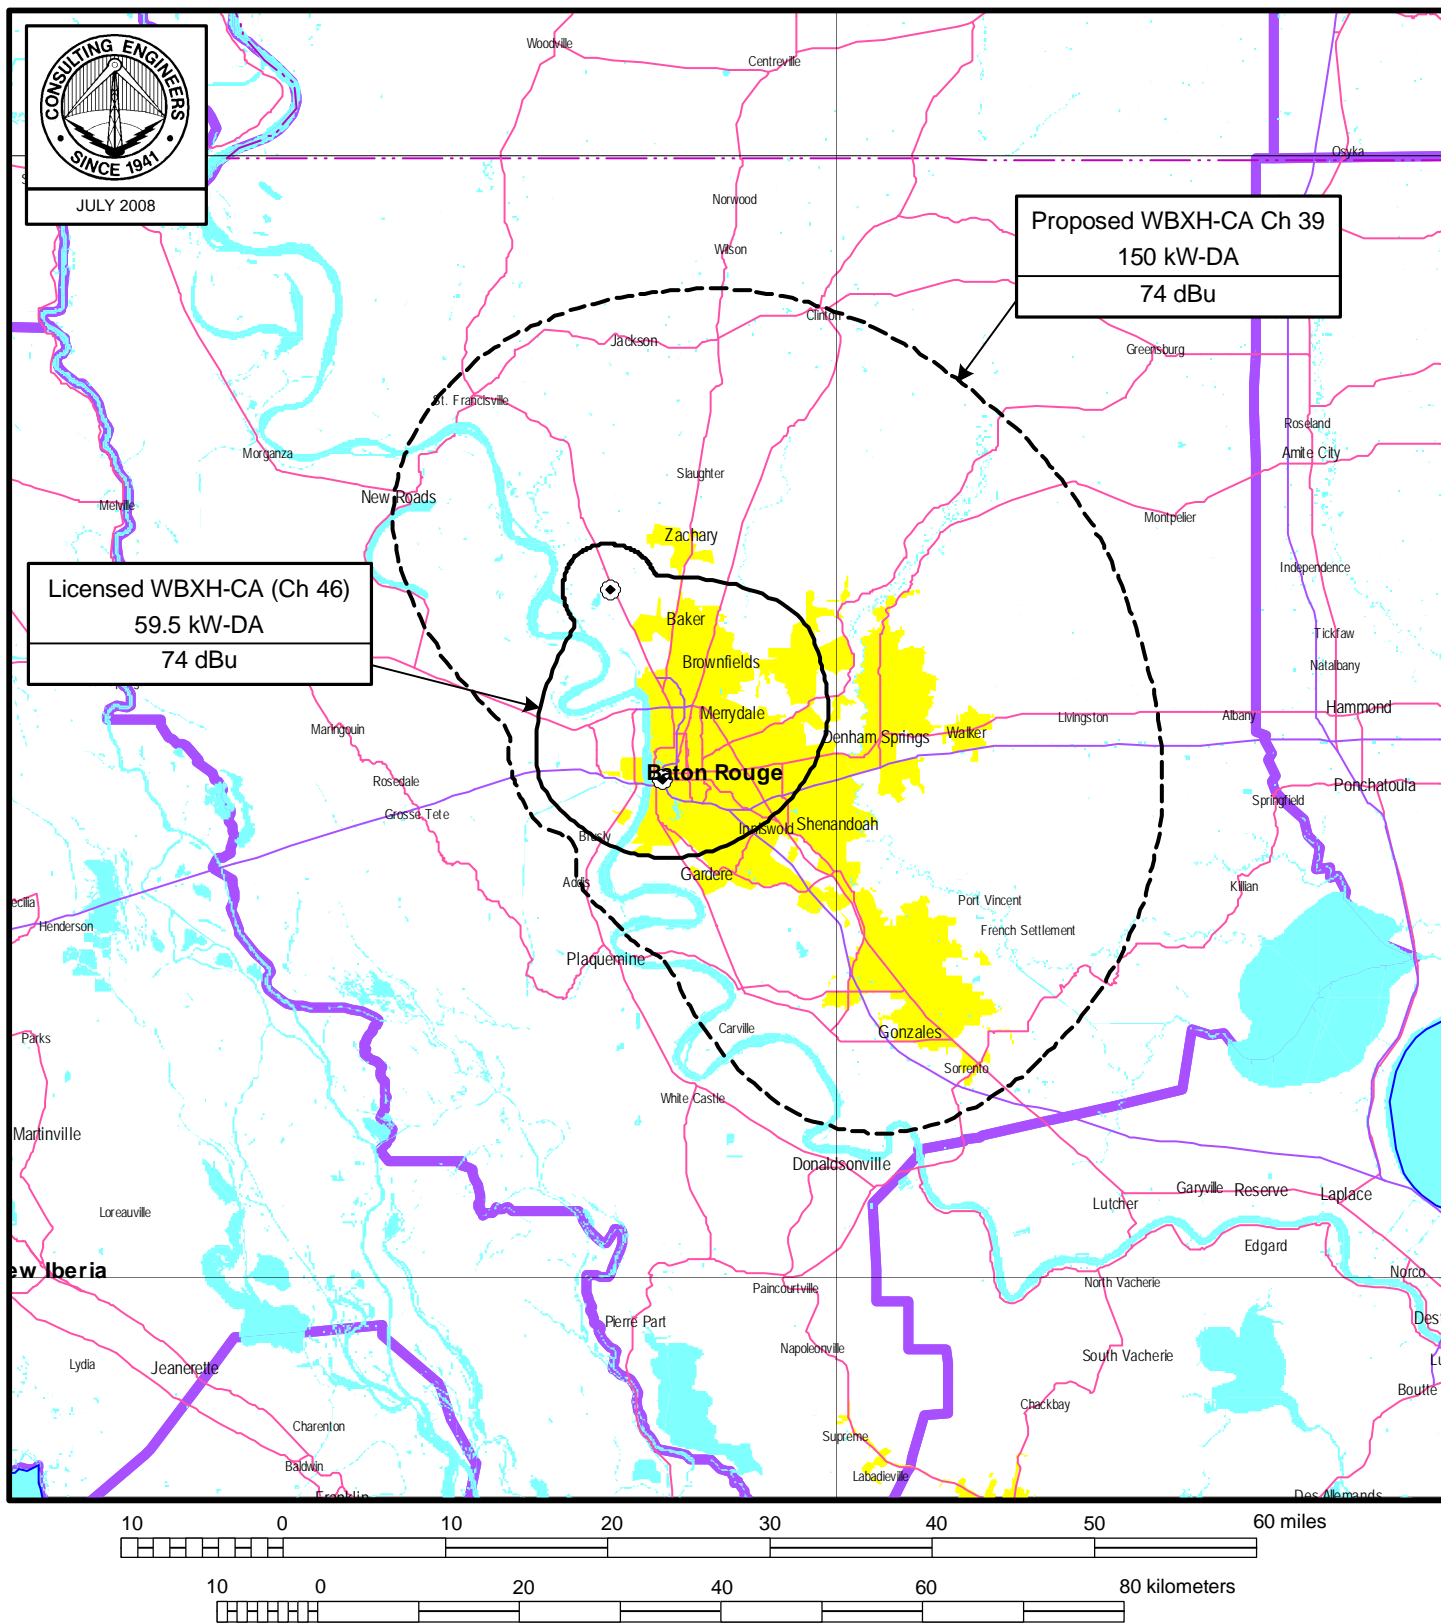 CONSULTING ENGINEERS
SINCE 1941
JULY 2008
Woodville
Centreville
Osyka
Norwood
Wilson
Proposed WBXH-CA Ch 39
150 kW-DA
74 dBu
Clinton
Jackson
Greensburg
St. Francisville
Roseland
Morganza
Amite City
Slaughter
New Roads
Melville
Montpelier
Zachary
Independence
Licensed WBXH-CA (Ch 46)
59.5 kW-DA
74 dBu
Baker
Tickfaw
Brownfields
Natalbany
Merrydale
Livingston
Albany
Hammond
Maringouin
Denham Springs
Walker
Baton Rouge
Rosedale
Ponchatoula
Springfield
Grosse Tete
Brusly
Inniswold
Shenandoah
Addis
Gardere
Killian
ecilia
Port Vincent
Henderson
French Settlement
Plaquemine
Carville
Gonzales
Parks
Sorrento
White Castle
Martinville
Donaldsonville
Garyville
Reserve
Laplace
Lutcher
Loreauville
Edgard
ew Iberia
Norco
North Vacherie
Paincourtville
Pierre Part
Des
Napoleonville
South Vacherie
Lydia
Jeanerette
Lu
Boutte
Chackbay
Charenton
Supreme
Baldwin
Labadieville
Franklin
Des Allemands
10 0 10 20 30 40 50 60 miles
10 0 20 40 60 80 kilometers